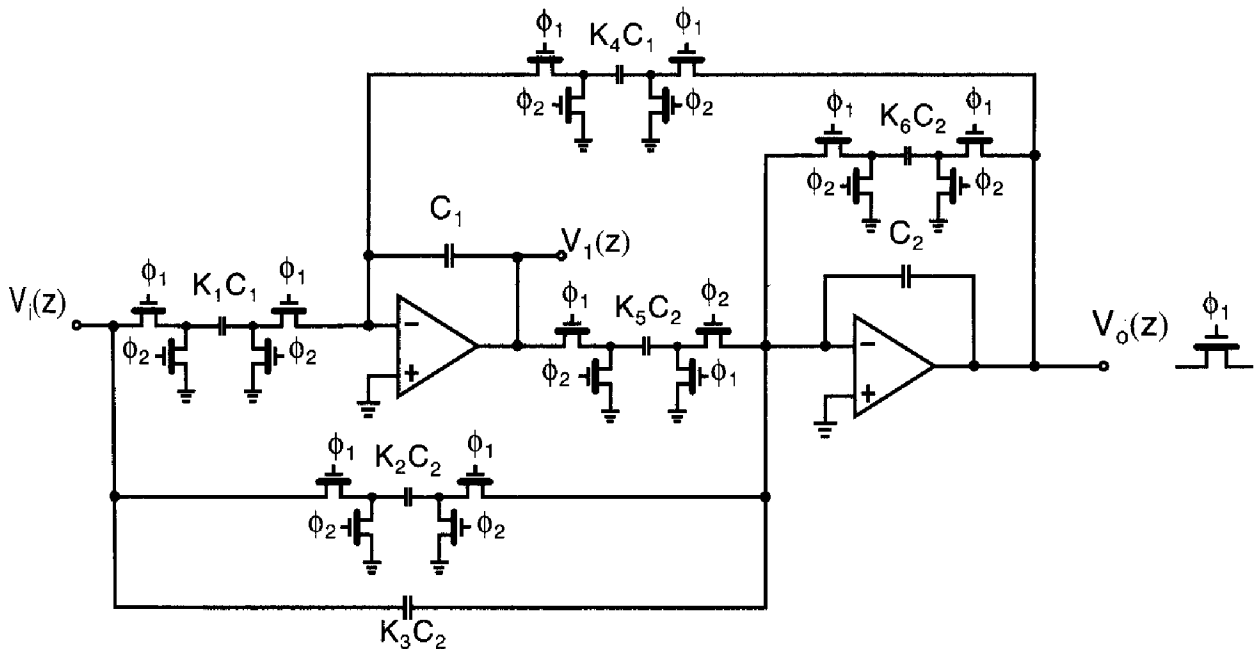 ϕ₁ K₄C₁ ϕ₁
ϕ₂ ϕ₂
ϕ₁ K₆C₂ ϕ₁
ϕ₂ ϕ₂
C₁ V₁(z) C₂
Vᵢ(z) ϕ₁ K₁C₁ ϕ₁
ϕ₂ ϕ₂
−
+
ϕ₁ K₅C₂ ϕ₂
ϕ₂ ϕ₁
−
+
Vₒ(z) ϕ₁
ϕ₁ K₂C₂ ϕ₁
ϕ₂ ϕ₂
K₃C₂